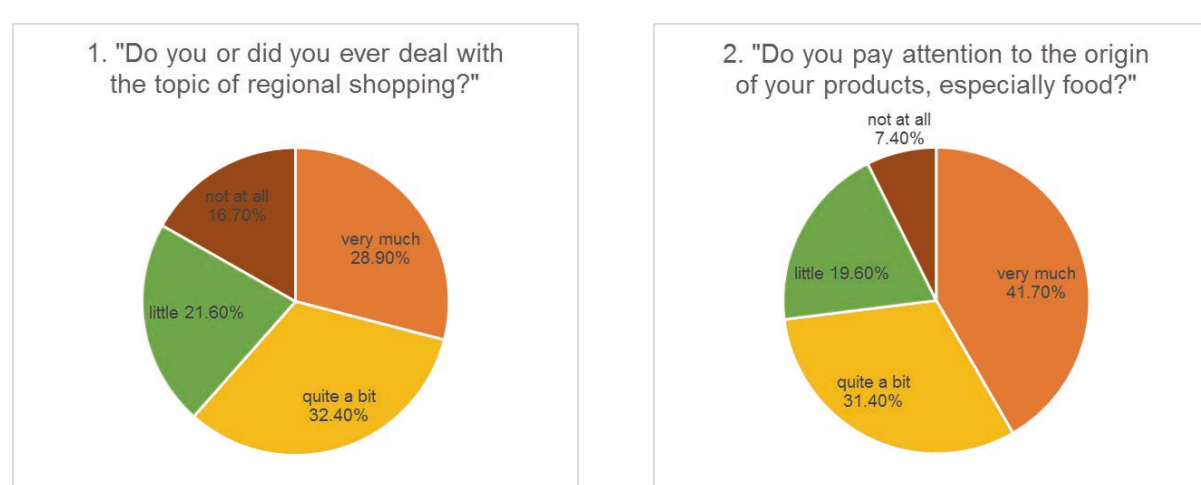 1. "Do you or did you ever deal with
the topic of regional shopping?"
not at all
16.70%
very much
28.90%
little 21.60%
quite a bit
32.40%
2. "Do you pay attention to the origin
of your products, especially food?"
not at all
7.40%
little 19.60%
very much
41.70%
quite a bit
31.40%